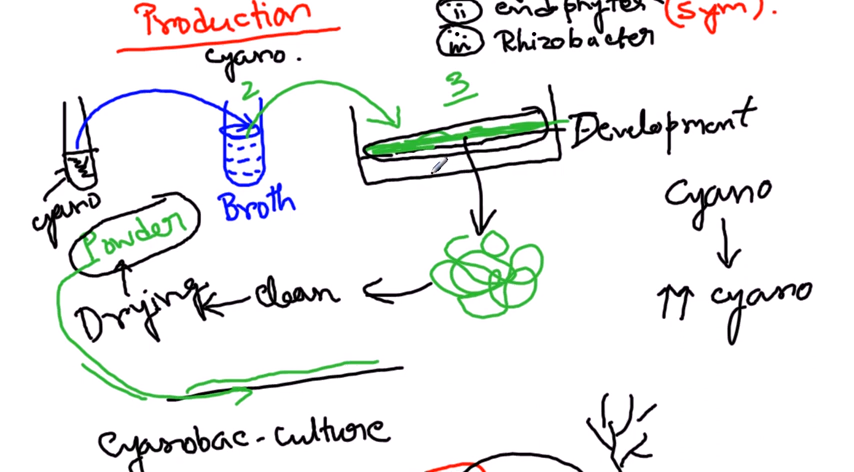 Production
ii endophytes (sym).
iii Rhizobacter
cyano.
2
3
Development
cyano
Broth
Cyano
Powder
Drying
clean
↑↑ cyano
Cyanobac-culture